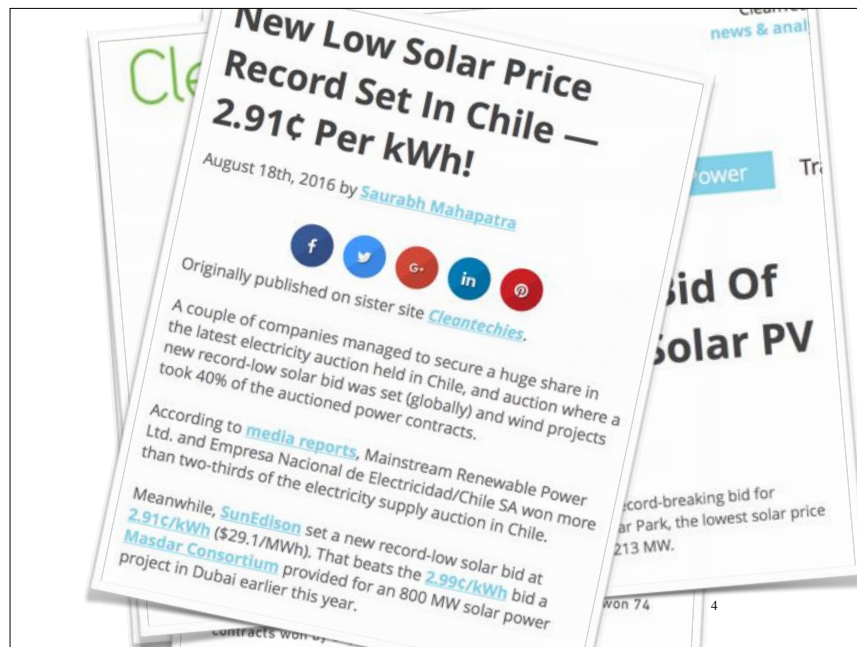 New Low Solar Price
Record Set In Chile —
2.91¢ Per kWh!
August 18th, 2016 by Saurabh Mahapatra
Originally published on sister site Cleantechies.
A couple of companies managed to secure a huge share in
the latest electricity auction held in Chile, and auction where a
new record-low solar bid was set (globally) and wind projects
took 40% of the auctioned power contracts.
According to media reports, Mainstream Renewable Power
Ltd. and Empresa Nacional de Electricidad/Chile SA won more
than two-thirds of the electricity supply auction in Chile.
Meanwhile, SunEdison set a new record-low solar bid at
2.91¢/kWh ($29.1/MWh). That beats the 2.99¢/kWh bid a
Masdar Consortium provided for an 800 MW solar power
project in Dubai earlier this year.
Cle
news & anal
Power
Tra
Bid Of
Solar PV
record-breaking bid for
ar Park, the lowest solar price
213 MW.
won 74
4
contracts won by